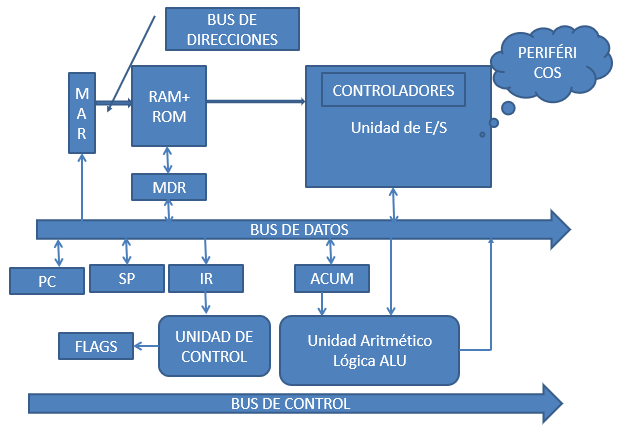 BUS DE
DIRECCIONES
PERIFÉRI
COS
M
A
R
RAM+
ROM
CONTROLADORES
Unidad de E/S
MDR
BUS DE DATOS
PC
SP
IR
ACUM
FLAGS
UNIDAD DE
CONTROL
Unidad Aritmético
Lógica ALU
BUS DE CONTROL